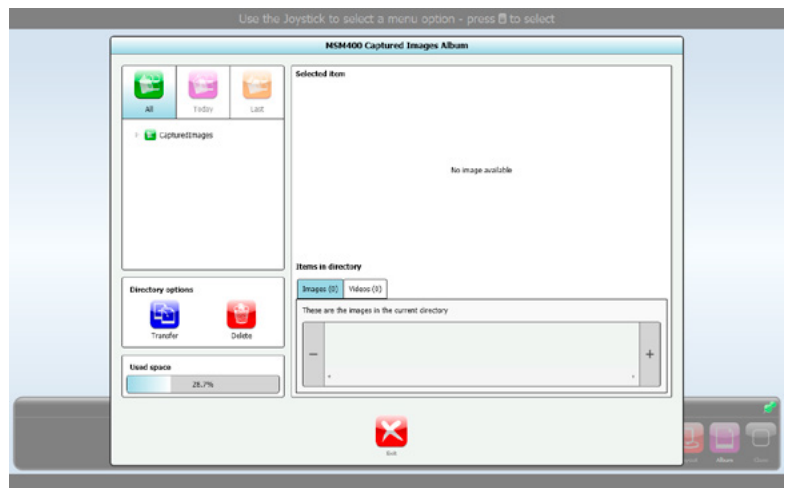 Use the Joystick to select a menu option - press to select
MSM400 Captured Images Album
All
Today
Last
CapturedImages
Directory options
Transfer
Delete
Used space
28.7%
Selected item
No image available
Items in directory
Images (0)
Videos (0)
These are the images in the current directory
−
+
Exit
Album
Close